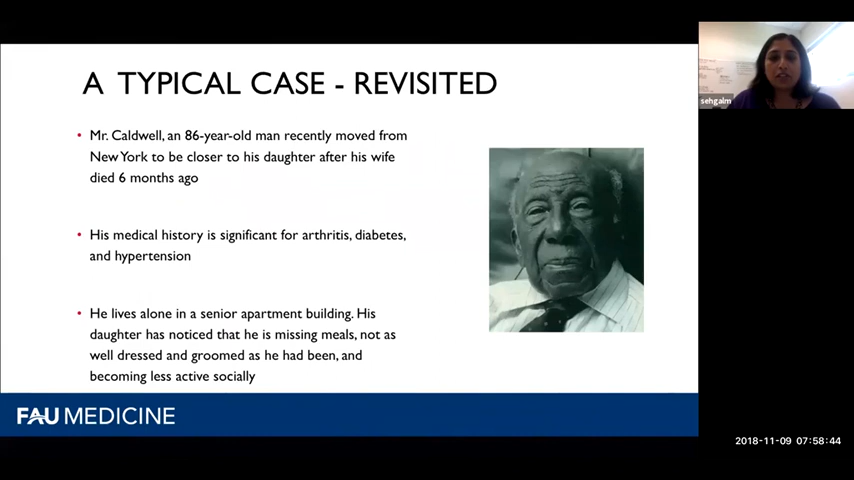 A TYPICAL CASE - REVISITED
• Mr. Caldwell, an 86-year-old man recently moved from
New York to be closer to his daughter after his wife
died 6 months ago
• His medical history is significant for arthritis, diabetes,
and hypertension
• He lives alone in a senior apartment building. His
daughter has noticed that he is missing meals, not as
well dressed and groomed as he had been, and
becoming less active socially
FAU MEDICINE
sehgalm
2018-11-09 07:58:44